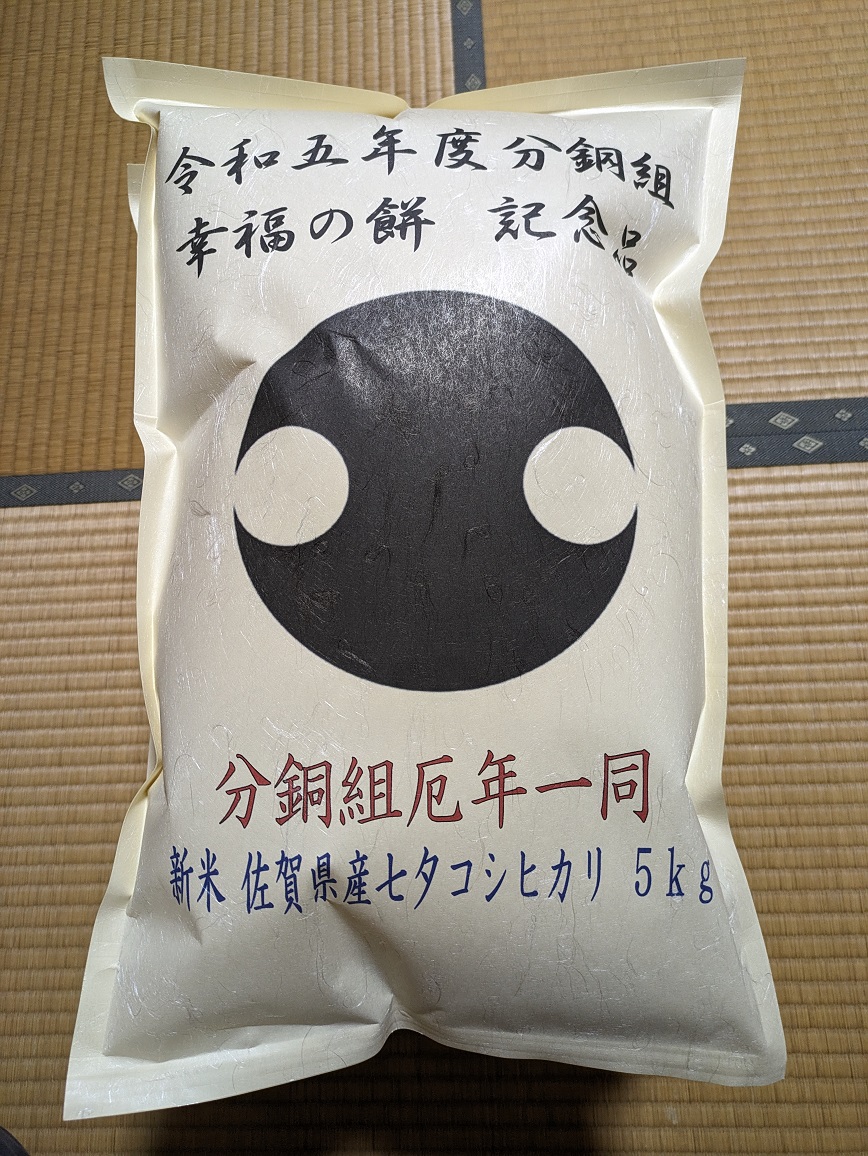 令和五年度分銅組
幸福の餅 記念品
分銅組厄年一同
新米 佐賀県産七夕コシヒカリ 5kg